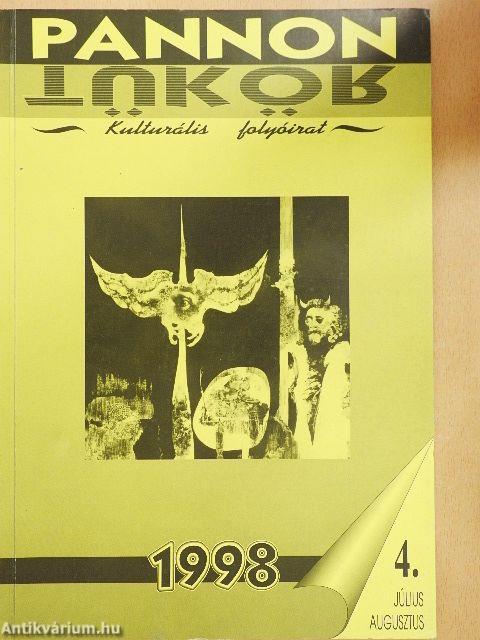 PANNON
TÜKÖR
Kulturális folyóirat
1998
4.
JÚLIUS
AUGUSZTUS
Antikvárium.hu